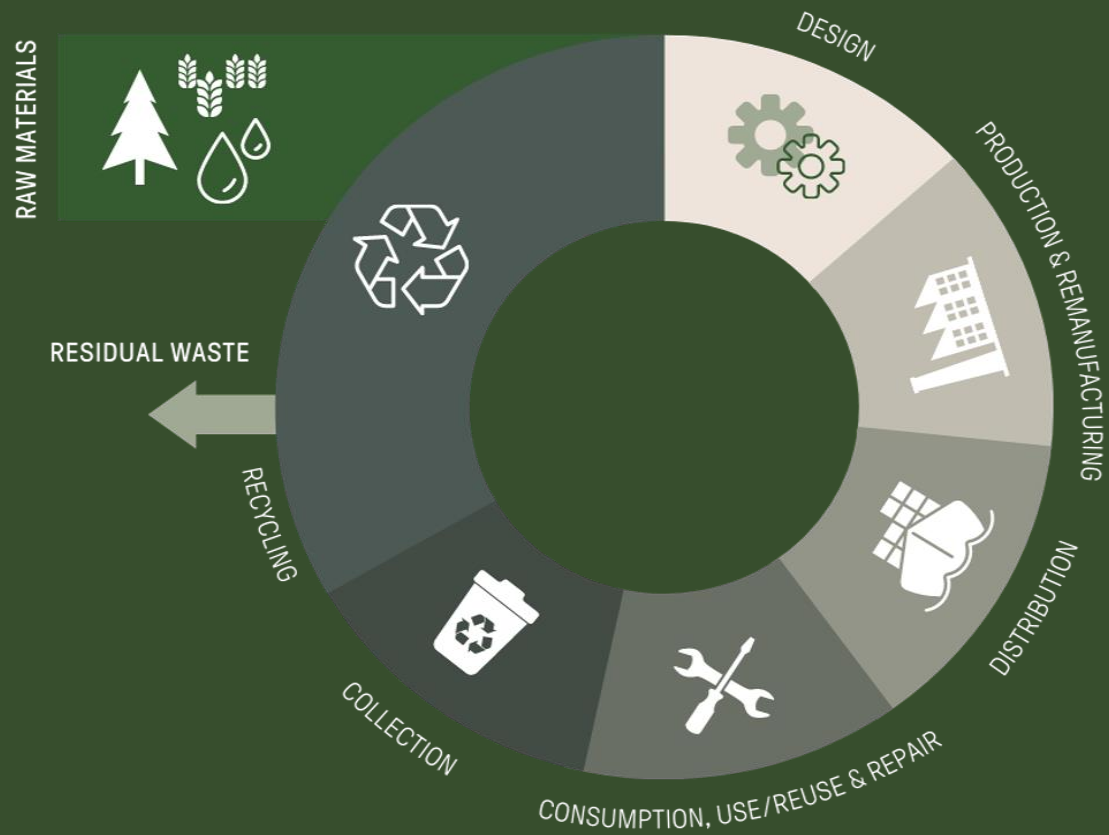 RAW MATERIALS
DESIGN
PRODUCTION & REMANUFACTURING
DISTRIBUTION
CONSUMPTION, USE/REUSE & REPAIR
COLLECTION
RECYCLING
RESIDUAL WASTE